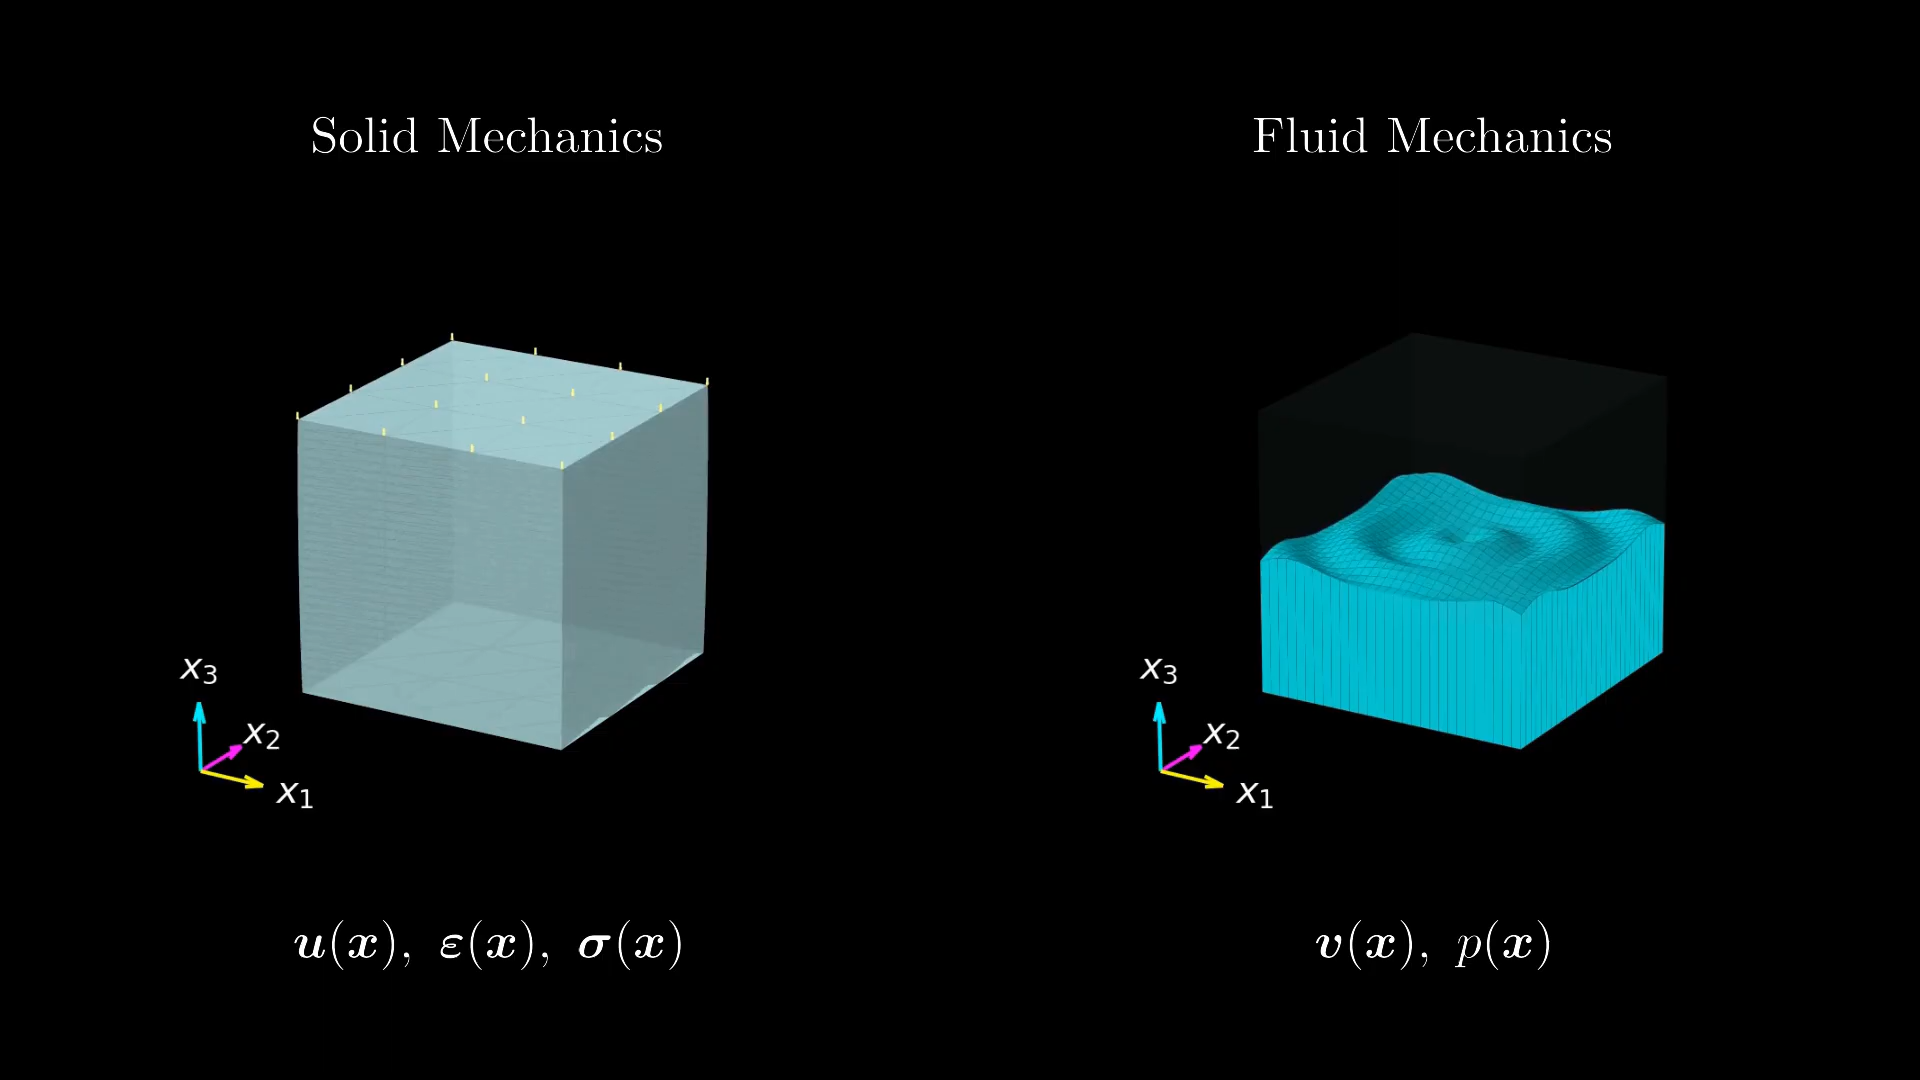 Solid Mechanics
Fluid Mechanics
x₃
x₂
x₁
x₃
x₂
x₁
u(x), ε(x), σ(x)
v(x), p(x)